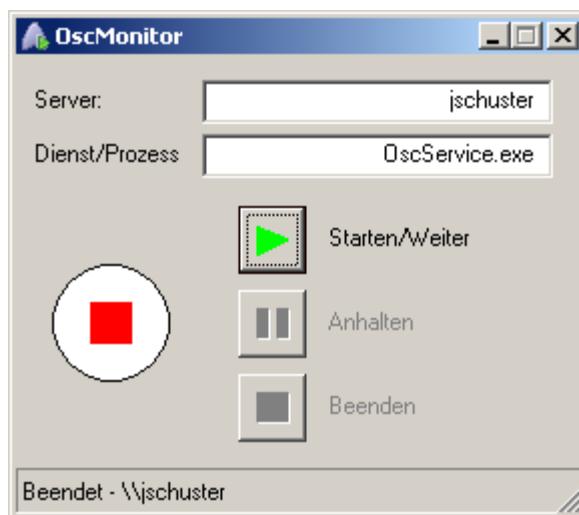 OscMonitor
Server: jschuster
Dienst/Prozess OscService.exe
Starten/Weiter
Anhalten
Beenden
Beendet - \\jschuster